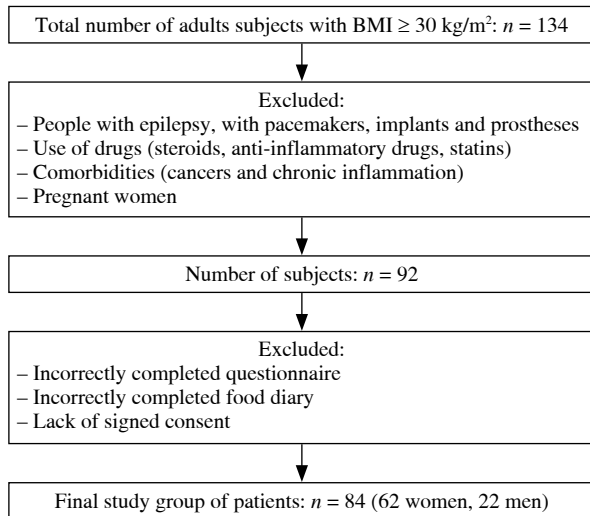 Total number of adults subjects with BMI ≥ 30 kg/m²: n = 134
Excluded:
– People with epilepsy, with pacemakers, implants and prostheses
– Use of drugs (steroids, anti-inflammatory drugs, statins)
– Comorbidities (cancers and chronic inflammation)
– Pregnant women
Number of subjects: n = 92
Excluded:
– Incorrectly completed questionnaire
– Incorrectly completed food diary
– Lack of signed consent
Final study group of patients: n = 84 (62 women, 22 men)